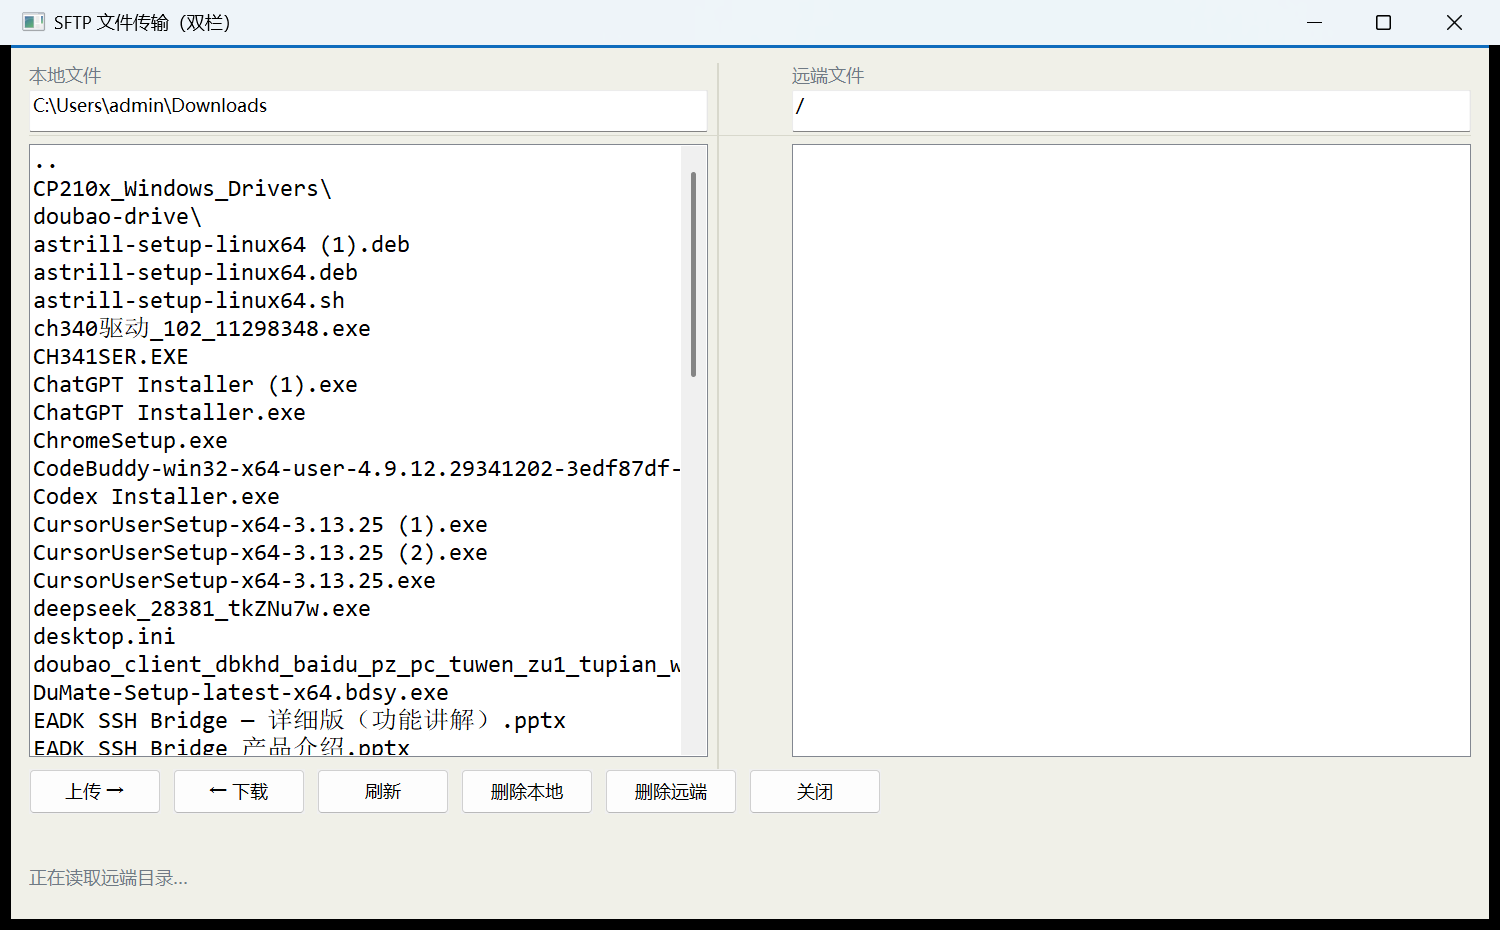 SFTP 文件传输（双栏）
本地文件
C:\Users\admin\Downloads
..
CP210x_Windows_Drivers\
doubao-drive\
astrill-setup-linux64 (1).deb
astrill-setup-linux64.deb
astrill-setup-linux64.sh
ch340驱动_102_11298348.exe
CH341SER.EXE
ChatGPT Installer (1).exe
ChatGPT Installer.exe
ChromeSetup.exe
CodeBuddy-win32-x64-user-4.9.12.29341202-3edf87df-
Codex Installer.exe
CursorUserSetup-x64-3.13.25 (1).exe
CursorUserSetup-x64-3.13.25 (2).exe
CursorUserSetup-x64-3.13.25.exe
deepseek_28381_tkZNu7w.exe
desktop.ini
doubao_client_dbkhd_baidu_pz_pc_tuwen_zu1_tupian_w
DuMate-Setup-latest-x64.bdsy.exe
EADK SSH Bridge — 详细版（功能讲解）.pptx
EADK SSH Bridge 产品介绍.pptx
远端文件
/
上传 →
← 下载
刷新
删除本地
删除远端
关闭
正在读取远端目录...